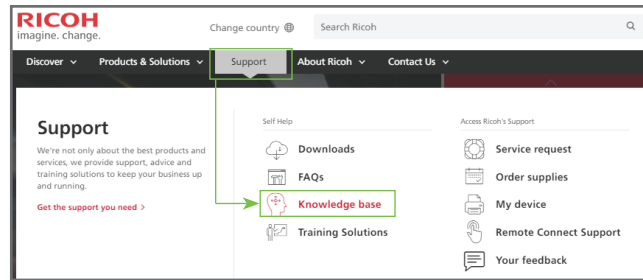 RICOH
imagine. change.
Change country
Search Ricoh
Discover
Products & Solutions
Support
About Ricoh
Contact Us
Support
We're not only about the best products and
services, we provide support, advice and
training solutions to keep your business up
and running.
Get the support you need >
Self Help
Downloads
FAQs
Knowledge base
Training Solutions
Access Ricoh's Support
Service request
Order supplies
My device
Remote Connect Support
Your feedback